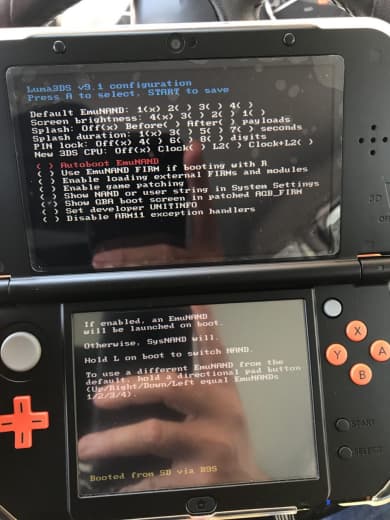 Luma3DS v9.1 configuration
Press A to select, START to save
Default EmuNAND: 1(x) 2( ) 3( ) 4( )
Screen brightness: 4(x) 3( ) 2( ) 1( )
Splash: Off(x) Before( ) After( ) payloads
Splash duration: 1(x) 3( ) 5( ) 7( ) seconds
PIN lock: Off(x) 4( ) 6( ) 8( ) digits
New 3DS CPU: Off(x) Clock( ) L2( ) Clock+L2( )
( ) Autoboot EmuNAND
( ) Use EmuNAND FIRM if booting with R
( ) Enable loading external FIRMs and modules
( ) Enable game patching
( ) Show NAND or user string in System Settings
( ) Show GBA boot screen in patched AGB_FIRM
( ) Set developer UNITINFO
( ) Disable ARM11 exception handlers
3D
If enabled, an EmuNAND
will be launched on boot.
Otherwise, SysNAND will.
Hold L on boot to switch NAND.
To use a different EmuNAND from the
default, hold a directional pad button
(Up/Right/Down/Left equal EmuNANDs
1/2/3/4).
X
Y
A
B
START
SELECT
Booted from SD via B9S